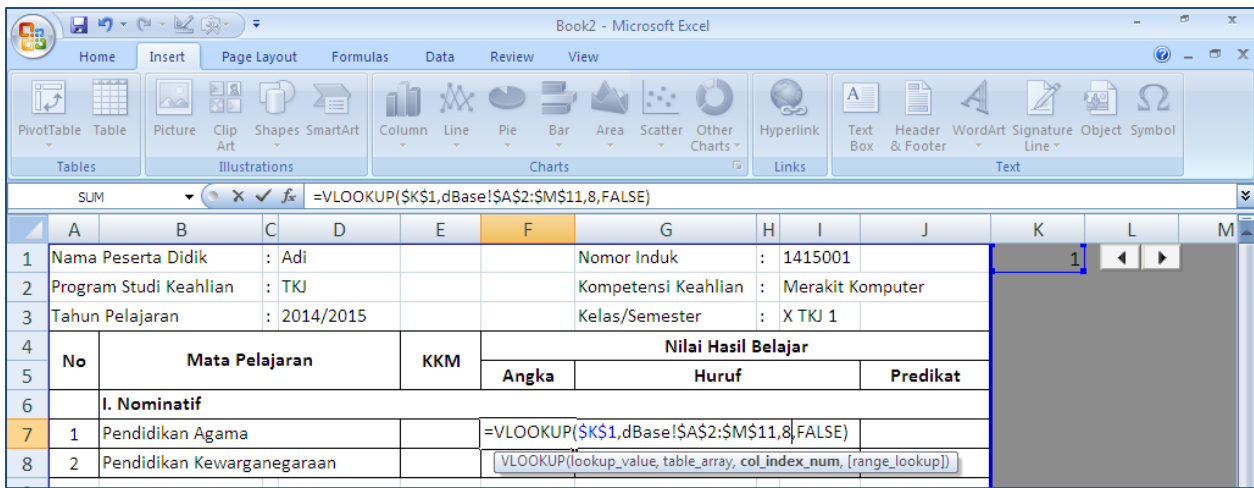 Book2 - Microsoft Excel
Home Insert Page Layout Formulas Data Review View
PivotTable Table Picture Clip Art Shapes SmartArt Column Line Pie Bar Area Scatter Other Charts Hyperlink Text Box Header & Footer WordArt Signature Line Object Symbol
Tables Illustrations Charts Links Text
SUM fx =VLOOKUP($K$1,dBase!$A$2:$M$11,8,FALSE)
A B C D E F G H I J K L M
1 Nama Peserta Didik : Adi Nomor Induk : 1415001 1
2 Program Studi Keahlian : TKJ Kompetensi Keahlian : Merakit Komputer
3 Tahun Pelajaran : 2014/2015 Kelas/Semester : X TKJ 1
4 No Mata Pelajaran KKM Nilai Hasil Belajar
5 Angka Huruf Predikat
6 I. Nominatif
7 1 Pendidikan Agama =VLOOKUP($K$1,dBase!$A$2:$M$11,8,FALSE)
8 2 Pendidikan Kewarganegaraan VLOOKUP(lookup_value, table_array, col_index_num, [range_lookup])